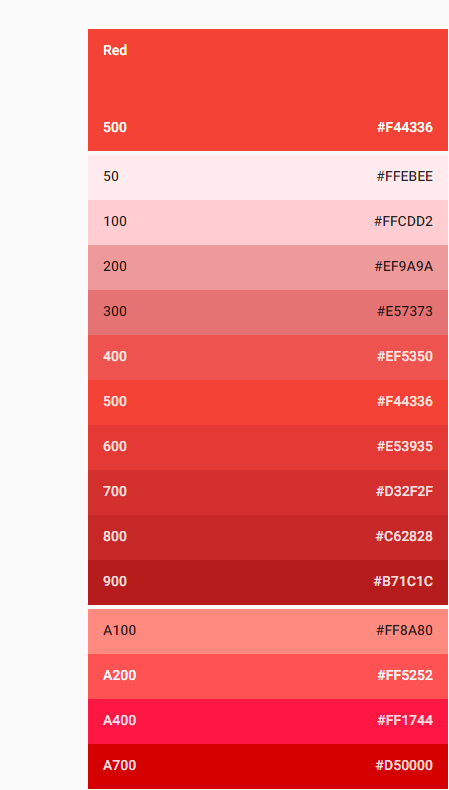 Red
500 #F44336
50 #FFEBEE
100 #FFCDD2
200 #EF9A9A
300 #E57373
400 #EF5350
500 #F44336
600 #E53935
700 #D32F2F
800 #C62828
900 #B71C1C
A100 #FF8A80
A200 #FF5252
A400 #FF1744
A700 #D50000